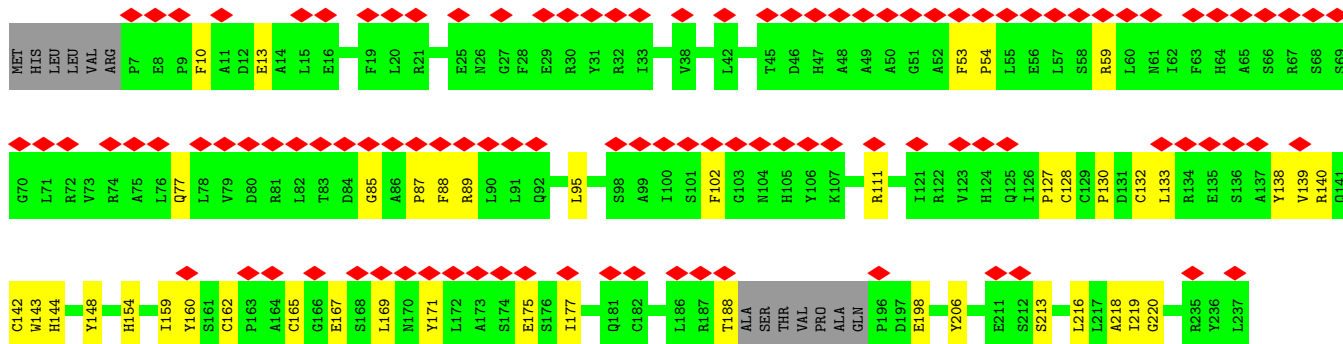 MET HIS LEU LEU VAL ARG P7 E8 P9 F10 A11 D12 E13 A14 L15 E16 F19 L20 R21 E25 N26 G27 F28 E29 R30 Y31 R32 I33 V38 L42 T45 D46 H47 A48 A49 A50 G51 A52 F53 P54 L55 E56 L57 S58 R59 L60 N61 I62 F63 H64 A65 S66 R67 S68 S69
G70 L71 R72 V73 R74 A75 L76 Q77 L78 V79 D80 R81 L82 T83 D84 G85 A86 P87 F88 R89 L90 L91 Q92 L95 S98 A99 I100 S101 F102 G103 N104 H105 Y106 K107 R111 I121 R122 V123 H124 Q125 I126 P127 C128 C129 P130 D131 C132 L133 R134 E135 S136 A137 Y138 V139 R140 Q141
C142 W143 H144 Y148 H154 I159 Y160 S161 C162 P163 A164 C165 G166 E167 S168 L169 N170 Y171 L172 A173 S174 E175 S176 I177 Q181 C182 L186 R187 T188 ALA SER THR VAL PRO ALA GLN P196 D197 E198 Y206 E211 S212 S213 L216 L217 A218 I219 G220 R235 Y236 L237